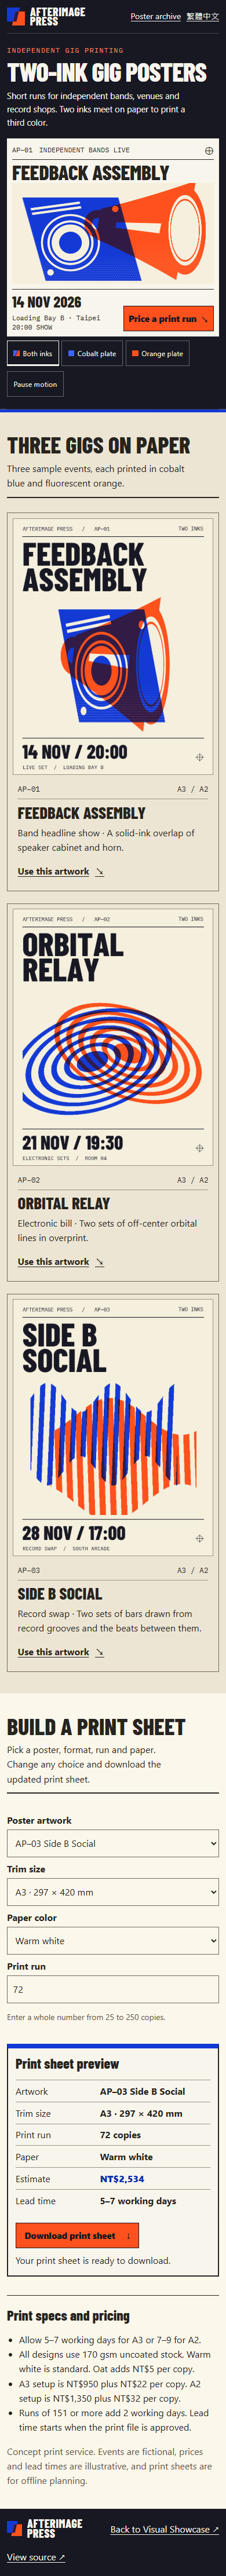 AFTERIMAGE
PRESS
Poster archive 繁體中文
INDEPENDENT GIG PRINTING
TWO-INK GIG POSTERS
Short runs for independent bands, venues and
record shops. Two inks meet on paper to print a
third color.
AP–01 INDEPENDENT BANDS LIVE
FEEDBACK ASSEMBLY
14 NOV 2026
Loading Bay B · Taipei
20:00 SHOW
Price a print run ↘
Both inks
Cobalt plate
Orange plate
Pause motion
THREE GIGS ON PAPER
Three sample events, each printed in cobalt
blue and fluorescent orange.
AFTERIMAGE PRESS / AP–01 TWO INKS
FEEDBACK
ASSEMBLY
14 NOV / 20:00
LIVE SET / LOADING BAY B
AP–01 A3 / A2
FEEDBACK ASSEMBLY
Band headline show · A solid-ink overlap of
speaker cabinet and horn.
Use this artwork ↘
AFTERIMAGE PRESS / AP–02 TWO INKS
ORBITAL
RELAY
21 NOV / 19:30
ELECTRONIC SETS / ROOM 04
AP–02 A3 / A2
ORBITAL RELAY
Electronic bill · Two sets of off-center orbital
lines in overprint.
Use this artwork ↘
AFTERIMAGE PRESS / AP–03 TWO INKS
SIDE B
SOCIAL
28 NOV / 17:00
RECORD SWAP / SOUTH ARCADE
AP–03 A3 / A2
SIDE B SOCIAL
Record swap · Two sets of bars drawn from
record grooves and the beats between them.
Use this artwork ↘
BUILD A PRINT SHEET
Pick a poster, format, run and paper.
Change any choice and download the
updated print sheet.
Poster artwork
AP–03 Side B Social
Trim size
A3 · 297 × 420 mm
Paper color
Warm white
Print run
72
Enter a whole number from 25 to 250 copies.
Print sheet preview
Artwork AP–03 Side B Social
Trim size A3 · 297 × 420 mm
Print run 72 copies
Paper Warm white
Estimate NT$2,534
Lead time 5–7 working days
Download print sheet ↓
Your print sheet is ready to download.
Print specs and pricing
• Allow 5–7 working days for A3 or 7–9 for A2.
• All designs use 170 gsm uncoated stock. Warm
white is standard. Oat adds NT$5 per copy.
• A3 setup is NT$950 plus NT$22 per copy. A2
setup is NT$1,350 plus NT$32 per copy.
• Runs of 151 or more add 2 working days. Lead
time starts when the print file is approved.
Concept print service. Events are fictional, prices
and lead times are illustrative, and print sheets are
for offline planning.
AFTERIMAGE
PRESS
Back to Visual Showcase ↗
View source ↗